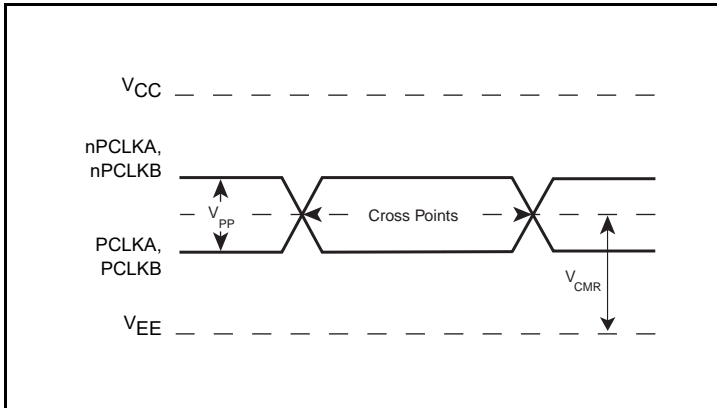 VCC
nPCLKA,
nPCLKB
VPP
Cross Points
PCLKA,
PCLKB
VCMR
VEE